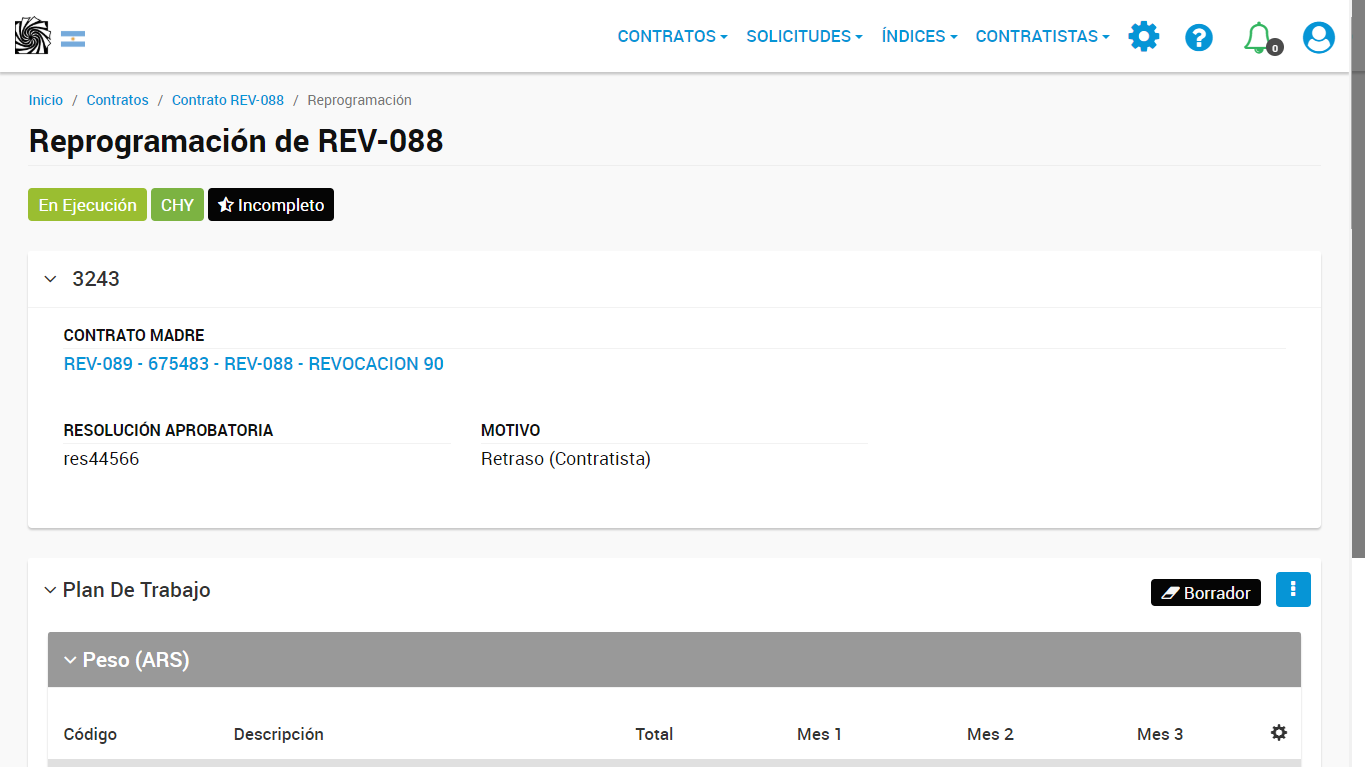 CONTRATOS SOLICITUDES ÍNDICES CONTRATISTAS 0
Inicio / Contratos / Contrato REV-088 / Reprogramación
Reprogramación de REV-088
En Ejecución CHY Incompleto
3243
CONTRATO MADRE
REV-089 - 675483 - REV-088 - REVOCACION 90
RESOLUCIÓN APROBATORIA MOTIVO
res44566 Retraso (Contratista)
Plan De Trabajo Borrador
Peso (ARS)
Código Descripción Total Mes 1 Mes 2 Mes 3